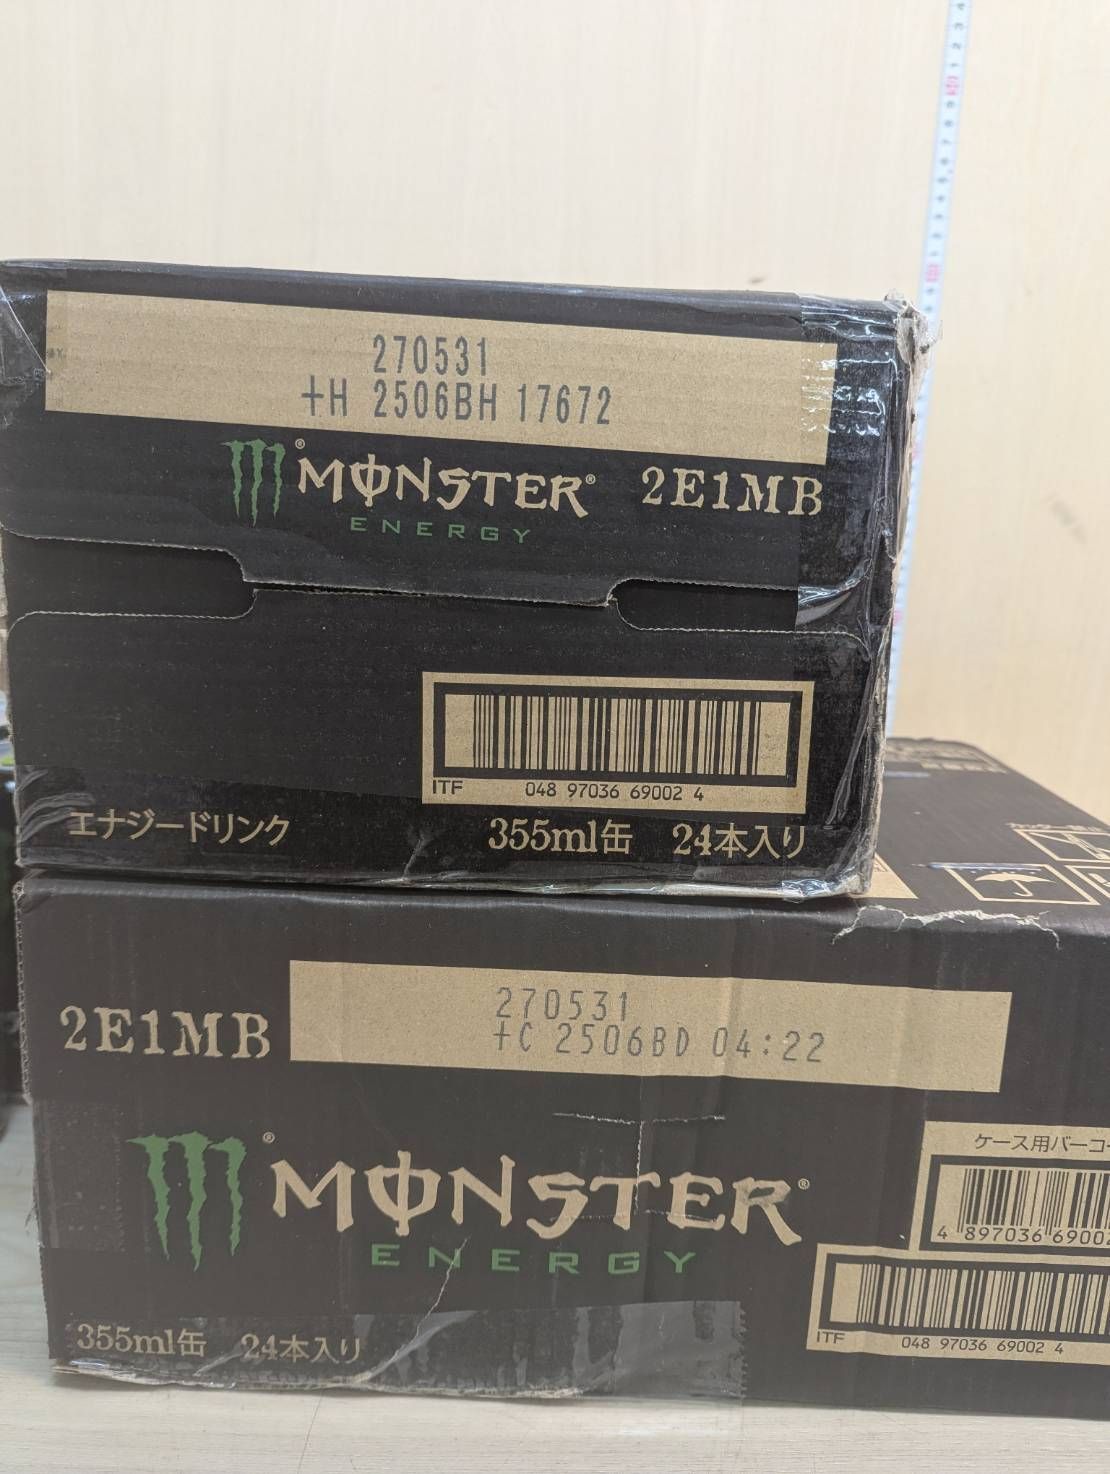 270531
+H 2506BH 17672
MONSTER® 2E1MB
ENERGY
ITF 048 97036 69002 4
エナジードリンク 355ml缶 24本入り
270531
2E1MB +C 2506BD 04:22
ケース用バーコ
MONSTER®
4 897036 69002
ENERGY
ITF 048 97036 69002 4
355ml缶 24本入り